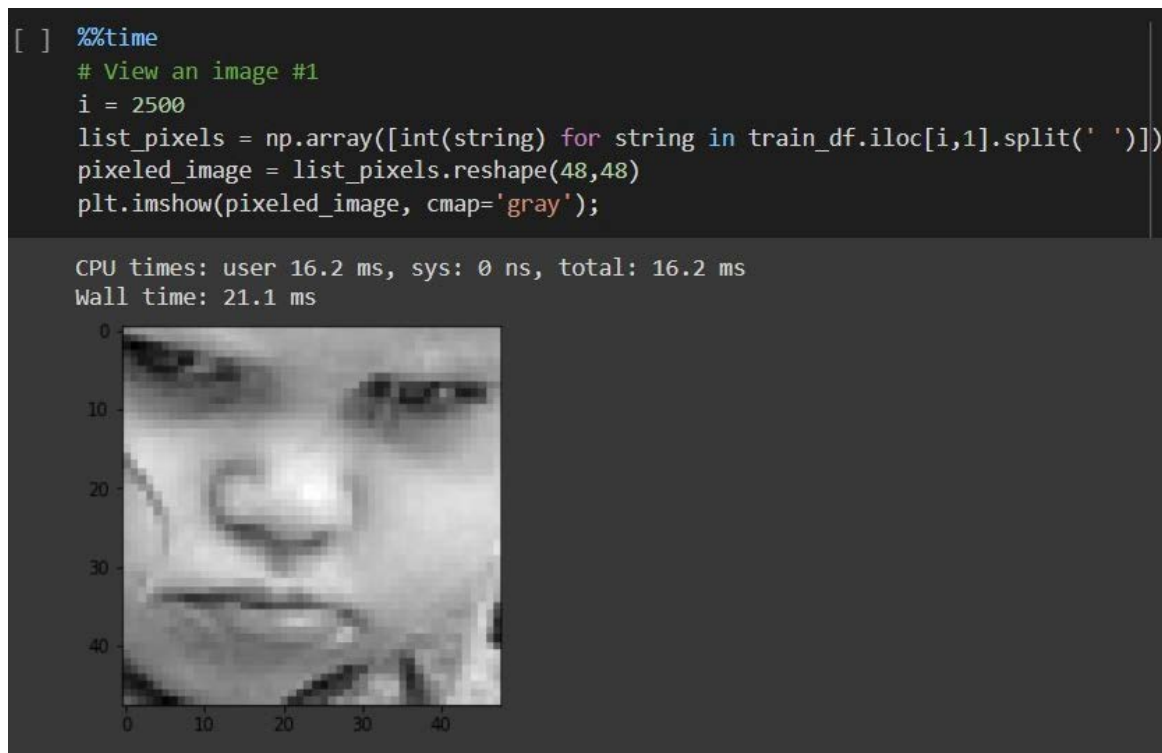 [ ] %%time
# View an image #1
i = 2500
list_pixels = np.array([int(string) for string in train_df.iloc[i,1].split(' ')])
pixeled_image = list_pixels.reshape(48,48)
plt.imshow(pixeled_image, cmap='gray');
CPU times: user 16.2 ms, sys: 0 ns, total: 16.2 ms
Wall time: 21.1 ms
0
10
20
30
40
0 10 20 30 40